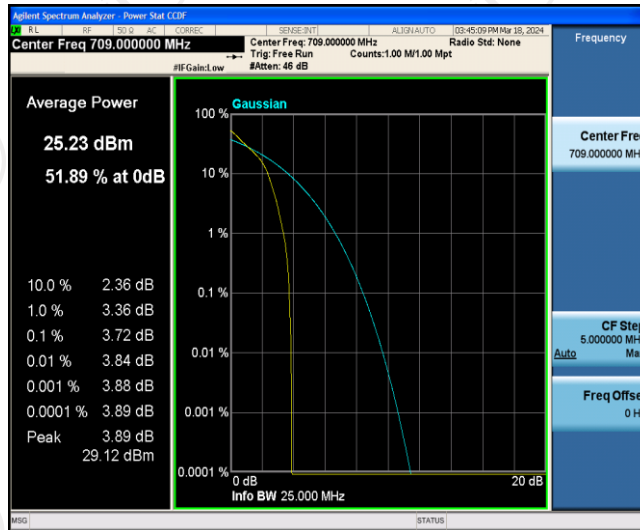 Agilent Spectrum Analyzer - Power Stat CCDF
RL RF 50 Ω AC CORREC SENSE:INT ALIGN AUTO 03:45:09 PM Mar 18, 2024
Center Freq 709.000000 MHz
Center Freq: 709.000000 MHz Radio Std: None
Trig: Free Run Counts:1.00 M/1.00 Mpt
#IFGain:Low #Atten: 46 dB
Frequency
Average Power
25.23 dBm
51.89 % at 0dB
10.0 % 2.36 dB
1.0 % 3.36 dB
0.1 % 3.72 dB
0.01 % 3.84 dB
0.001 % 3.88 dB
0.0001 % 3.89 dB
Peak 3.89 dB
29.12 dBm
Gaussian
100 %
10 %
1 %
0.1 %
0.01 %
0.001 %
0.0001 %
0 dB 20 dB
Info BW 25.000 MHz
Center Fre
709.000000 MH
CF Step
5.000000 MH
Auto Ma
Freq Offse
0 H
MSG STATUS